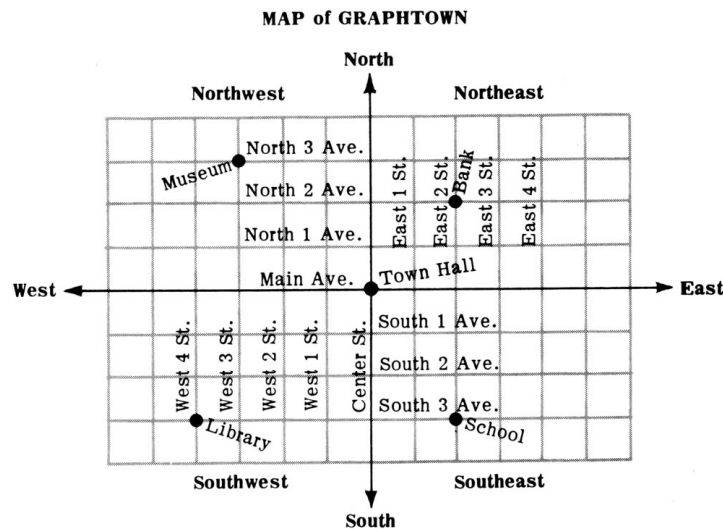 MAP of GRAPHTOWN
North
Northwest
Northeast
North 3 Ave.
Museum
North 2 Ave.
North 1 Ave.
East 1 St.
East 2 St.
Bank
East 3 St.
East 4 St.
Main Ave.
Town Hall
West
East
West 4 St.
West 3 St.
West 2 St.
West 1 St.
Center St.
South 1 Ave.
South 2 Ave.
South 3 Ave.
Library
School
Southwest
Southeast
South